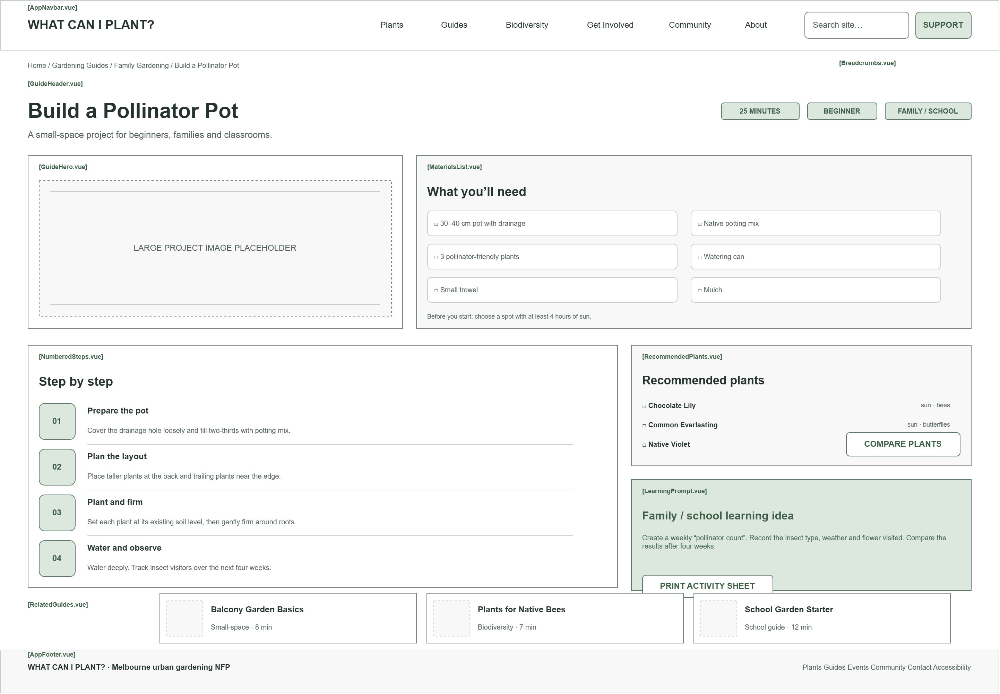 [AppNavbar.vue]
WHAT CAN I PLANT?
Plants
Guides
Biodiversity
Get Involved
Community
About
Search site…
SUPPORT
Home / Gardening Guides / Family Gardening / Build a Pollinator Pot
[Breadcrumbs.vue]
[GuideHeader.vue]
Build a Pollinator Pot
25 MINUTES
BEGINNER
FAMILY / SCHOOL
A small-space project for beginners, families and classrooms.
[GuideHero.vue]
LARGE PROJECT IMAGE PLACEHOLDER
[MaterialsList.vue]
What you’ll need
□ 30–40 cm pot with drainage
□ Native potting mix
□ 3 pollinator-friendly plants
□ Watering can
□ Small trowel
□ Mulch
Before you start: choose a spot with at least 4 hours of sun.
[NumberedSteps.vue]
Step by step
01
Prepare the pot
Cover the drainage hole loosely and fill two-thirds with potting mix.
02
Plan the layout
Place taller plants at the back and trailing plants near the edge.
03
Plant and firm
Set each plant at its existing soil level, then gently firm around roots.
04
Water and observe
Water deeply. Track insect visitors over the next four weeks.
[RecommendedPlants.vue]
Recommended plants
□ Chocolate Lily
sun · bees
□ Common Everlasting
sun · butterflies
□ Native Violet
COMPARE PLANTS
[LearningPrompt.vue]
Family / school learning idea
Create a weekly “pollinator count”. Record the insect type, weather and flower visited. Compare the
results after four weeks.
PRINT ACTIVITY SHEET
[RelatedGuides.vue]
Balcony Garden Basics
Small-space · 8 min
Plants for Native Bees
Biodiversity · 7 min
School Garden Starter
School guide · 12 min
[AppFooter.vue]
WHAT CAN I PLANT? · Melbourne urban gardening NFP
Plants Guides Events Community Contact Accessibility